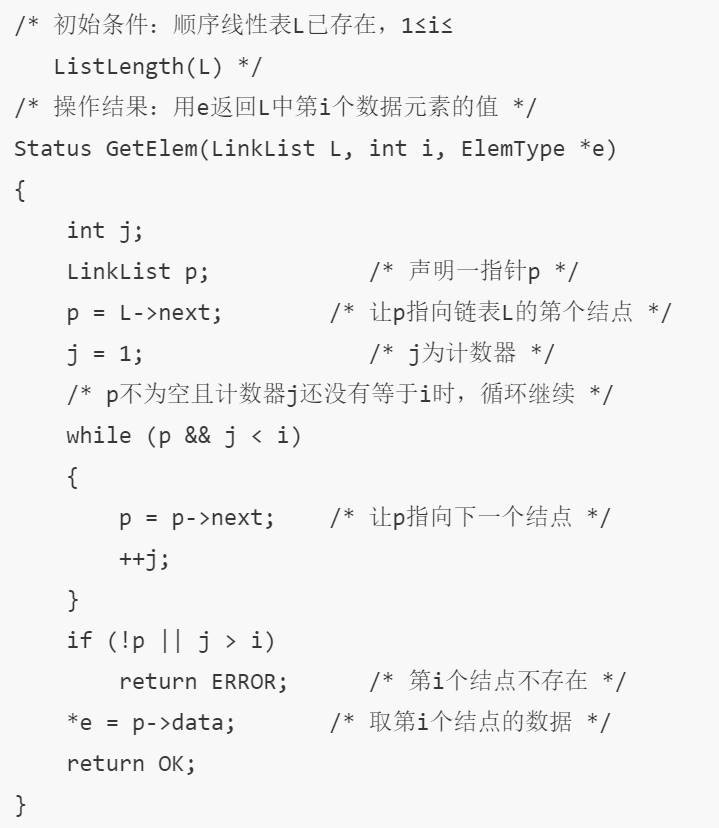 /* 初始条件：顺序线性表L已存在，1≤i≤
   ListLength(L) */
/* 操作结果：用e返回L中第i个数据元素的值 */
Status GetElem(LinkList L, int i, ElemType *e)
{
    int j;
    LinkList p;            /* 声明一指针p */
    p = L->next;        /* 让p指向链表L的第个结点 */
    j = 1;                 /* j为计数器 */
    /* p不为空且计数器j还没有等于i时，循环继续 */
    while (p && j < i)
    {
        p = p->next;    /* 让p指向下一个结点 */
        ++j;
    }
    if (!p || j > i)
        return ERROR;      /* 第i个结点不存在 */
    *e = p->data;       /* 取第i个结点的数据 */
    return OK;
}